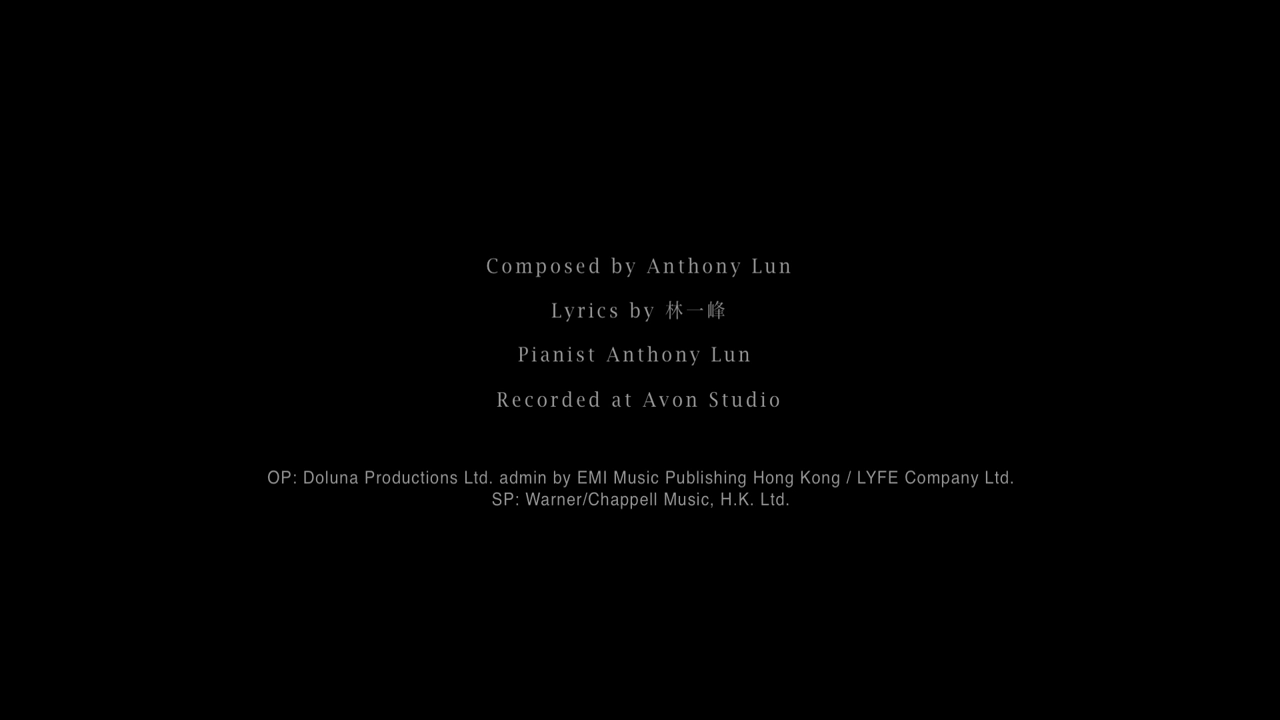 Composed by Anthony Lun
Lyrics by 林一峰
Pianist Anthony Lun
Recorded at Avon Studio
OP: Doluna Productions Ltd. admin by EMI Music Publishing Hong Kong / LYFE Company Ltd.
SP: Warner/Chappell Music, H.K. Ltd.